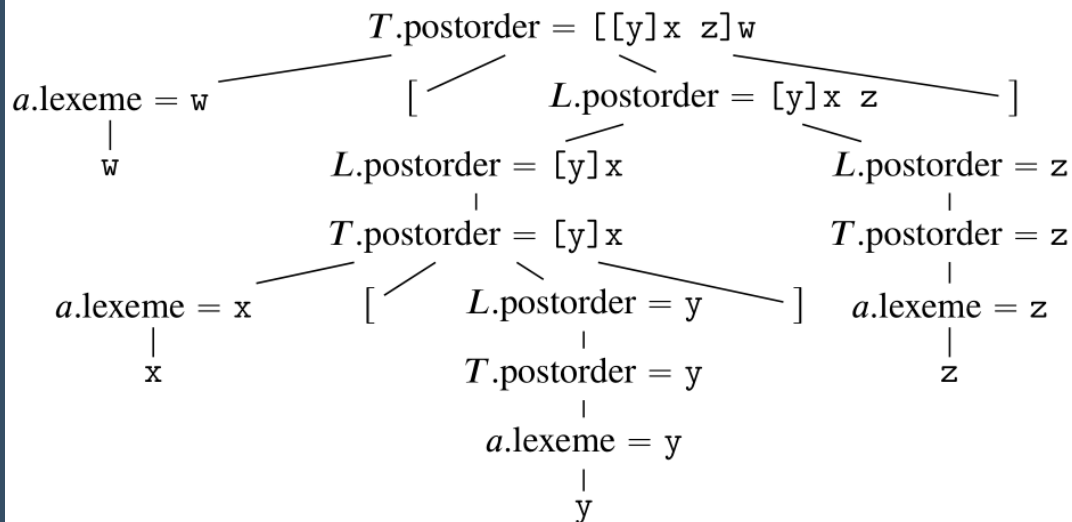 T.postorder = [[y]x z]w
a.lexeme = w [ L.postorder = [y]x z ]
w L.postorder = [y]x L.postorder = z
T.postorder = [y]x T.postorder = z
a.lexeme = x [ L.postorder = y ] a.lexeme = z
x T.postorder = y z
a.lexeme = y
y